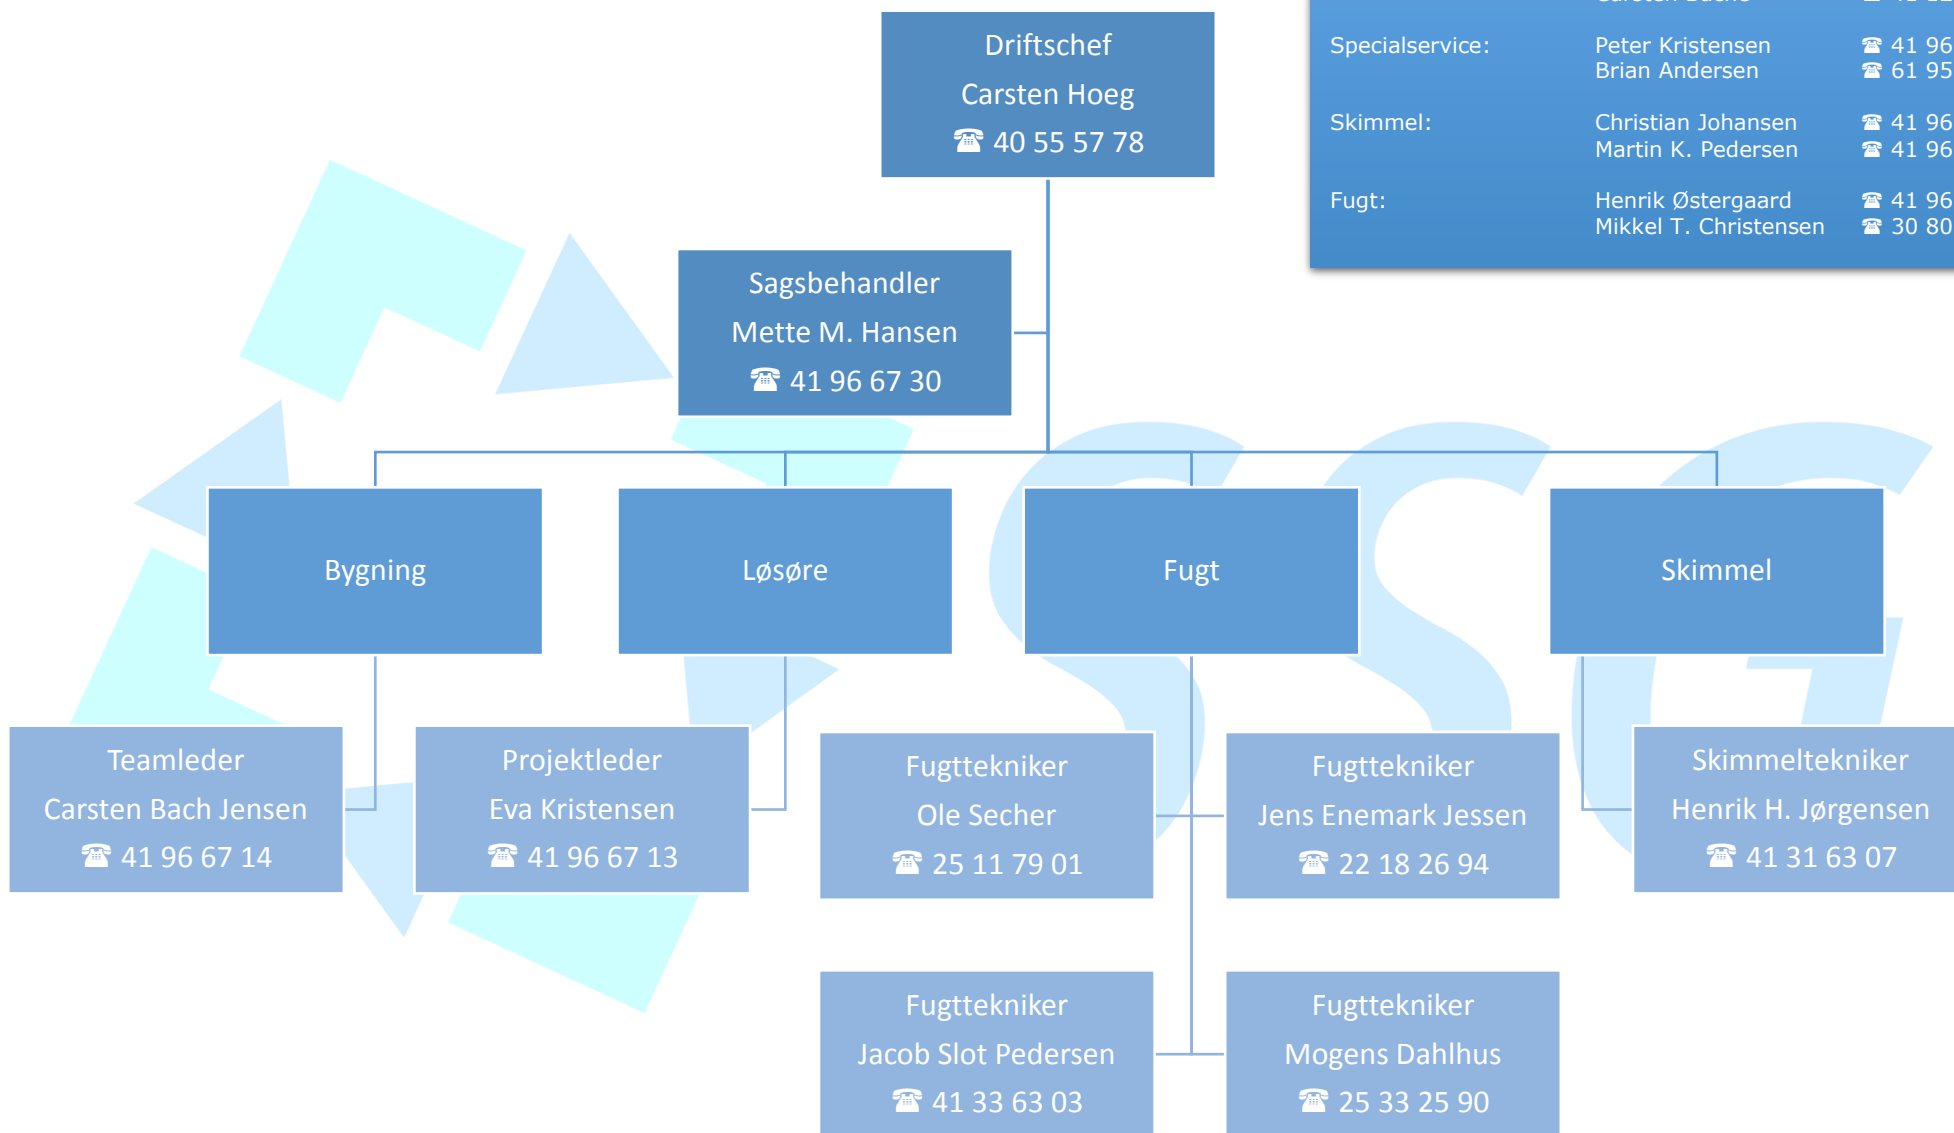 Driftschef
Carsten Hoeg
☎ 40 55 57 78
Specialservice: Peter Kristensen ☎ 41 96
Brian Andersen ☎ 61 95
Skimmel: Christian Johansen ☎ 41 96
Martin K. Pedersen ☎ 41 96
Fugt: Henrik Østergaard ☎ 41 96
Mikkel T. Christensen ☎ 30 80
Sagsbehandler
Mette M. Hansen
☎ 41 96 67 30
SSG
Bygning
Løsøre
Fugt
Skimmel
Teamleder
Carsten Bach Jensen
☎ 41 96 67 14
Projektleder
Eva Kristensen
☎ 41 96 67 13
Fugttekniker
Ole Secher
☎ 25 11 79 01
Fugttekniker
Jens Enemark Jessen
☎ 22 18 26 94
Skimmeltekniker
Henrik H. Jørgensen
☎ 41 31 63 07
Fugttekniker
Jacob Slot Pedersen
☎ 41 33 63 03
Fugttekniker
Mogens Dahlhus
☎ 25 33 25 90